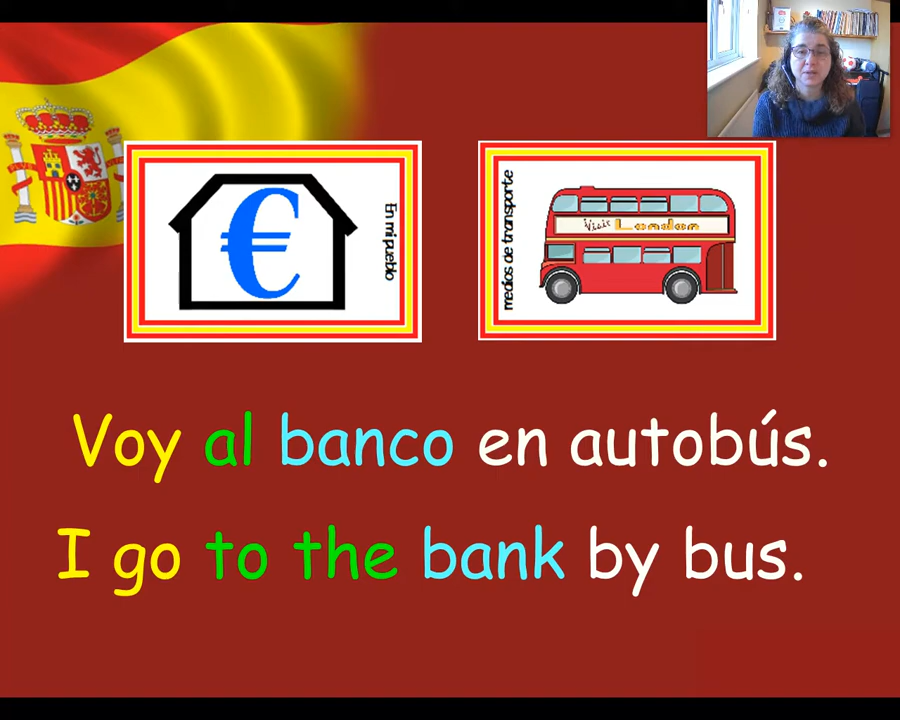 En mi pueblo
€
medios de transporte
Visit London
Voy al banco en autobús.
I go to the bank by bus.